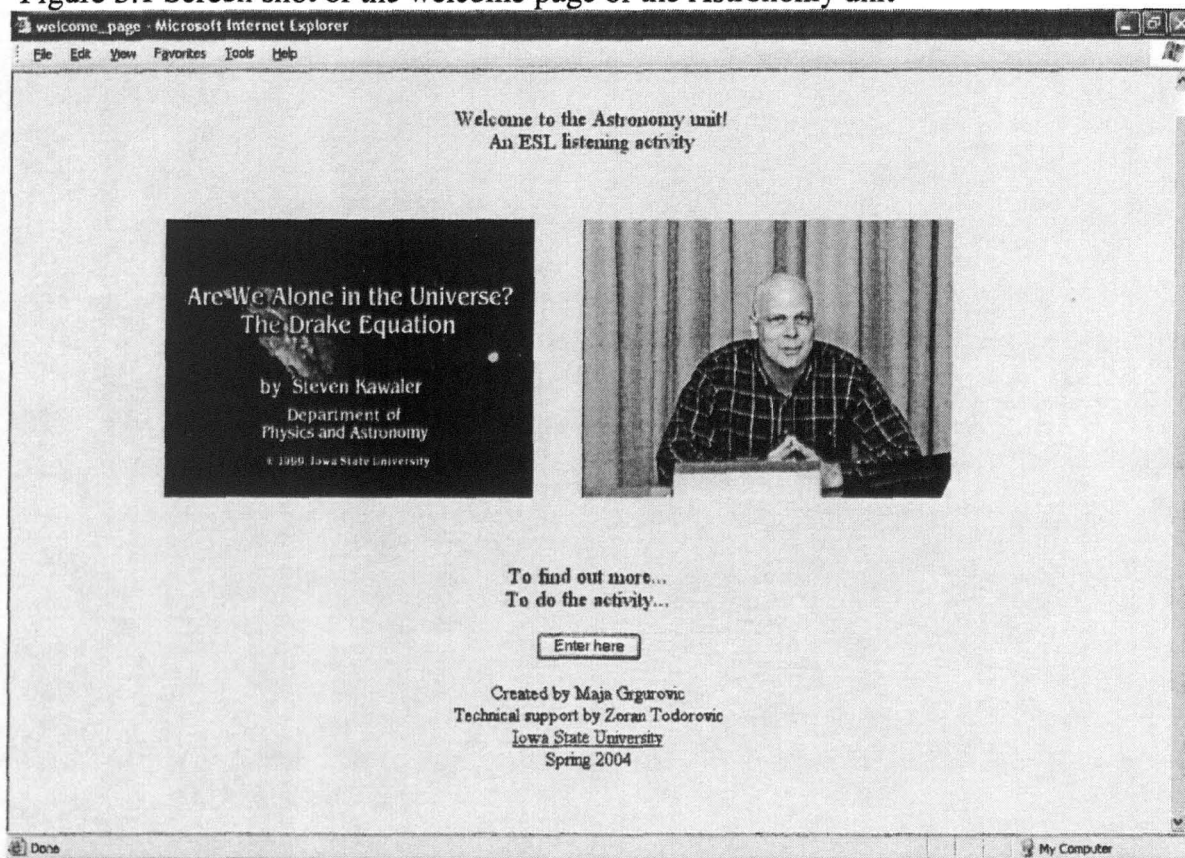 Figure 3.1 Screen shot of the welcome page of the Astronomy unit
welcome_page - Microsoft Internet Explorer
File Edit View Favorites Tools Help
Welcome to the Astronomy unit!
An ESL listening activity
Are We Alone in the Universe?
The Drake Equation
by Steven Kawaler
Department of
Physics and Astronomy
© 1999, Iowa State University
To find out more...
To do the activity...
Enter here
Created by Maja Grgurovic
Technical support by Zoran Todorovic
Iowa State University
Spring 2004
Done
My Computer